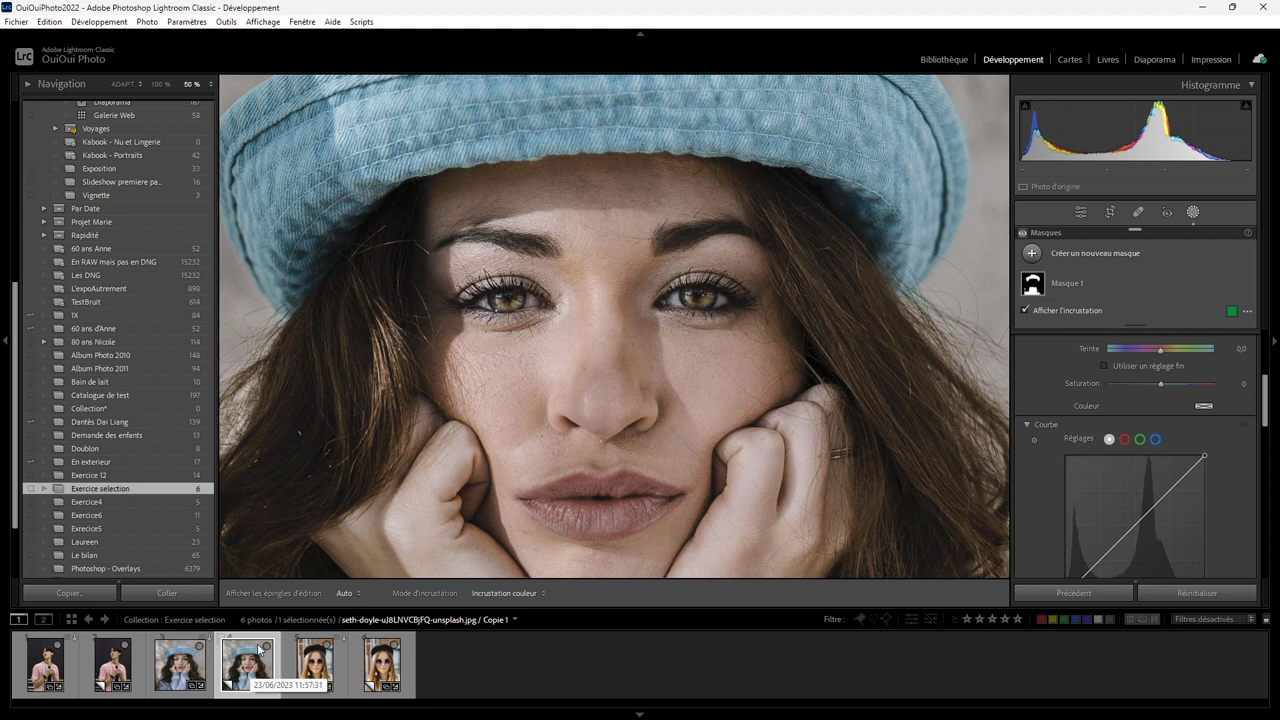 OuiOuiPhoto2022 - Adobe Photoshop Lightroom Classic - Développement
Fichier Edition Développement Photo Paramètres Outils Affichage Fenêtre Aide Scripts
Adobe Lightroom Classic
OuiOui Photo
Bibliothèque | Développement | Cartes | Livres | Diaporama | Impression
Navigation ADAPT 100 % 50 %
Diaporama 187
Galerie Web 58
Voyages
Kabook - Nu et Lingerie 0
Kabook - Portraits 42
Exposition 33
Slideshow premiere pa... 16
Vignette 3
Par Date
Projet Marie
Rapidité
60 ans Anne 52
En RAW mais pas en DNG 15232
Les DNG 15232
L'expoAutrement 898
TestBruit 614
1X 84
60 ans d'Anne 52
80 ans Nicole 114
Album Photo 2010 148
Album Photo 2011 94
Bain de lait 10
Catalogue de test 197
Collection* 0
Dantès Dai Liang 139
Demande des enfants 13
Doublon 8
En exterieur 17
Exercice 12 14
Exercice selection 6
Exercice4 5
Exercice6 11
Exrecice5 5
Laureen 23
Le bilan 65
Photoshop - Overlays 6379
Copier... Coller
Afficher les épingles d'édition : Auto Mode d'incrustation : Incrustation couleur
Histogramme
Photo d'origine
Masques
Créer un nouveau masque
Masque 1
Afficher l'incrustation
Teinte 0,0
Utiliser un réglage fin
Saturation 0
Couleur
Courbe
Réglages
Précédent Réinitialiser
1 2 Collection : Exercice selection 6 photos /1 sélectionnée(s) /seth-doyle-uJ8LNVCBjFQ-unsplash.jpg / Copie 1 Filtre : Filtres désactivés
23/06/2023 11:57:31